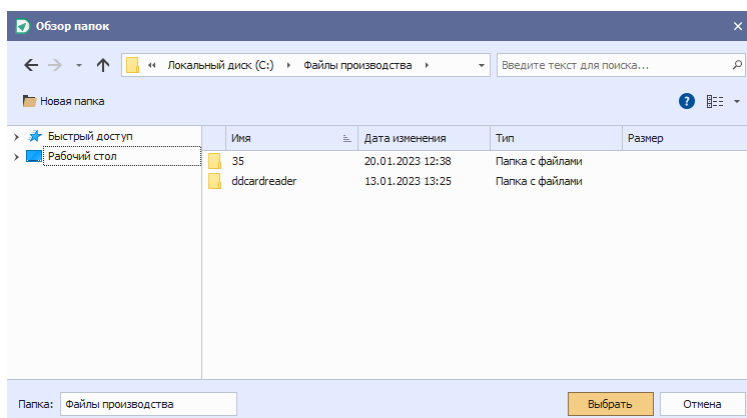 Обзор папок
Локальный диск (C:) Файлы производства Введите текст для поиска...
Новая папка
Быстрый доступ
Рабочий стол
Имя Дата изменения Тип Размер
35 20.01.2023 12:38 Папка с файлами
ddcardreader 13.01.2023 13:25 Папка с файлами
Папка: Файлы производства Выбрать Отмена